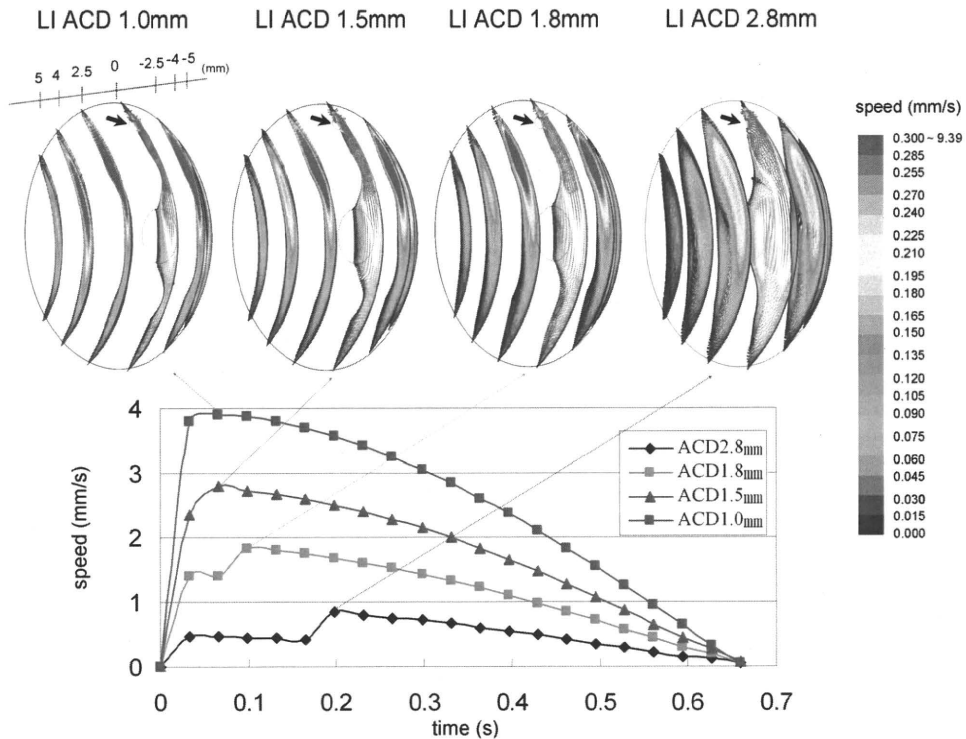 LI ACD 1.0mm LI ACD 1.5mm LI ACD 1.8mm LI ACD 2.8mm
5 4 2.5 0 -2.5 -4 -5 (mm)
speed (mm/s)
0.300 ~ 9.39
0.285
0.255
0.270
0.240
0.225
0.210
0.195
0.180
0.165
0.150
0.135
0.120
0.105
0.090
0.075
0.060
0.045
0.030
0.015
0.000
4
3
2
1
0
speed (mm/s)
ACD2.8mm
ACD1.8mm
ACD1.5mm
ACD1.0mm
0 0.1 0.2 0.3 0.4 0.5 0.6 0.7
time (s)